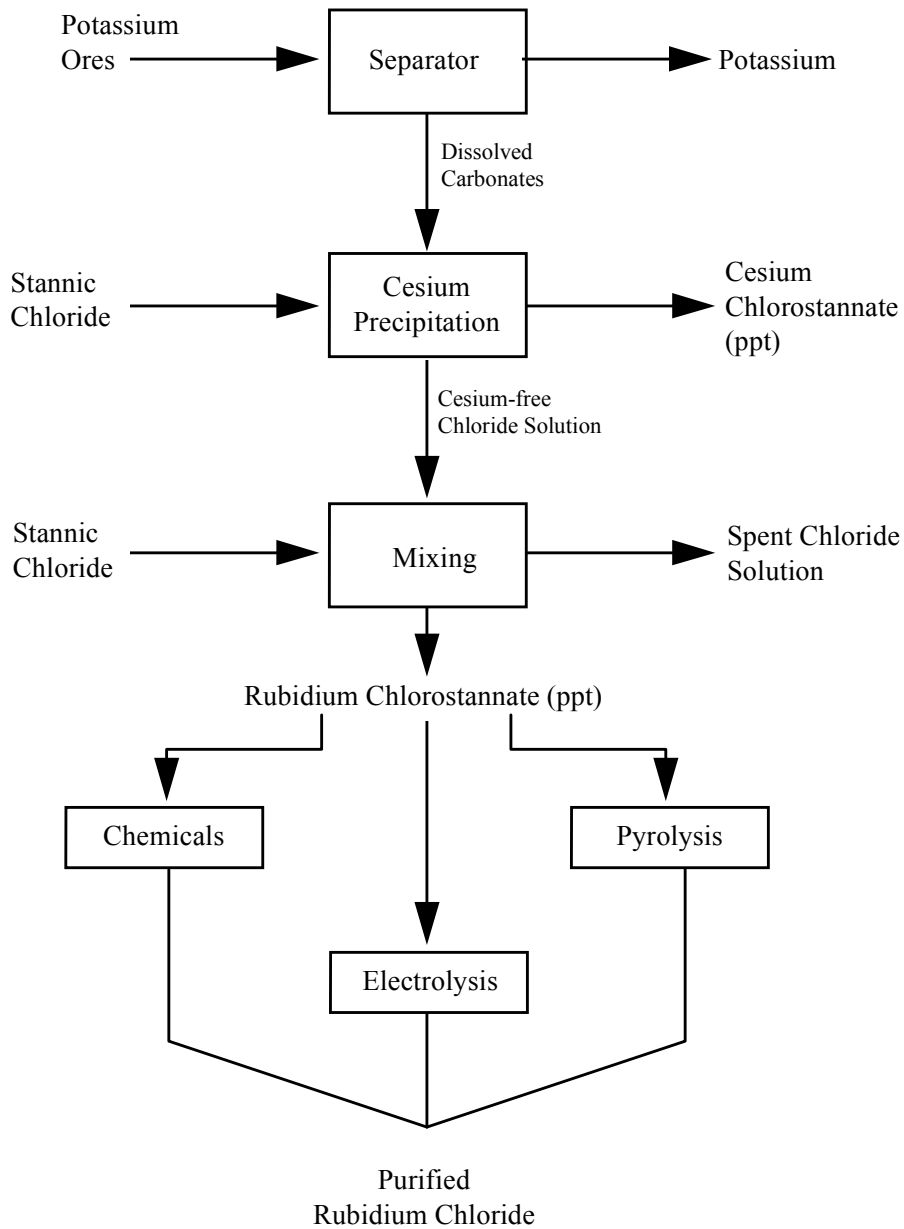 Potassium
Ores
Separator
Potassium
Dissolved
Carbonates
Stannic
Chloride
Cesium
Precipitation
Cesium
Chlorostannate
(ppt)
Cesium-free
Chloride Solution
Stannic
Chloride
Mixing
Spent Chloride
Solution
Rubidium Chlorostannate (ppt)
Chemicals
Pyrolysis
Electrolysis
Purified
Rubidium Chloride